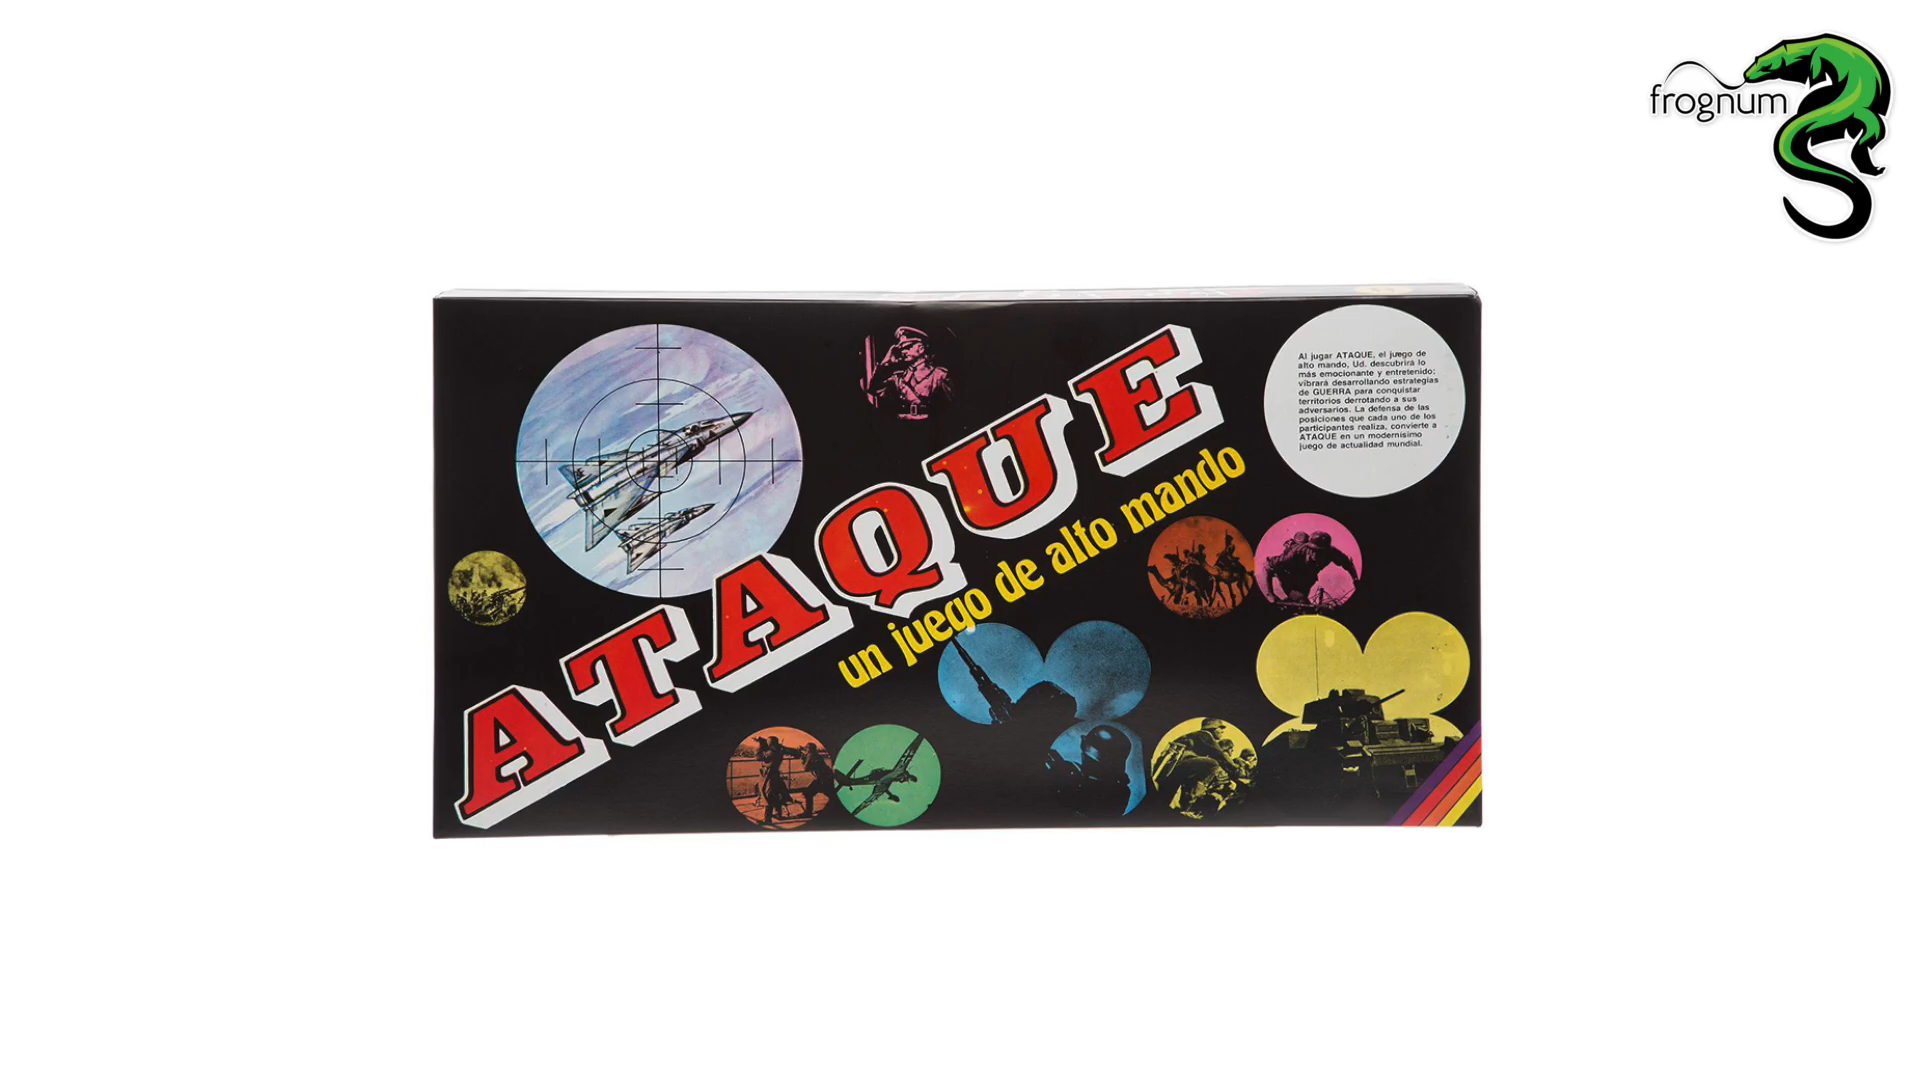 frognum
ATAQUE
un juego de alto mando
Al jugar ATAQUE, el juego de
alto mando, Ud. descubrirá lo
más emocionante y entretenido;
vibrará desarrollando estrategias
de GUERRA para conquistar
territorios derrotando a sus
adversarios. La defensa de las
posiciones que cada uno de los
participantes realiza, convierte a
ATAQUE en un modernísimo
juego de actualidad mundial.